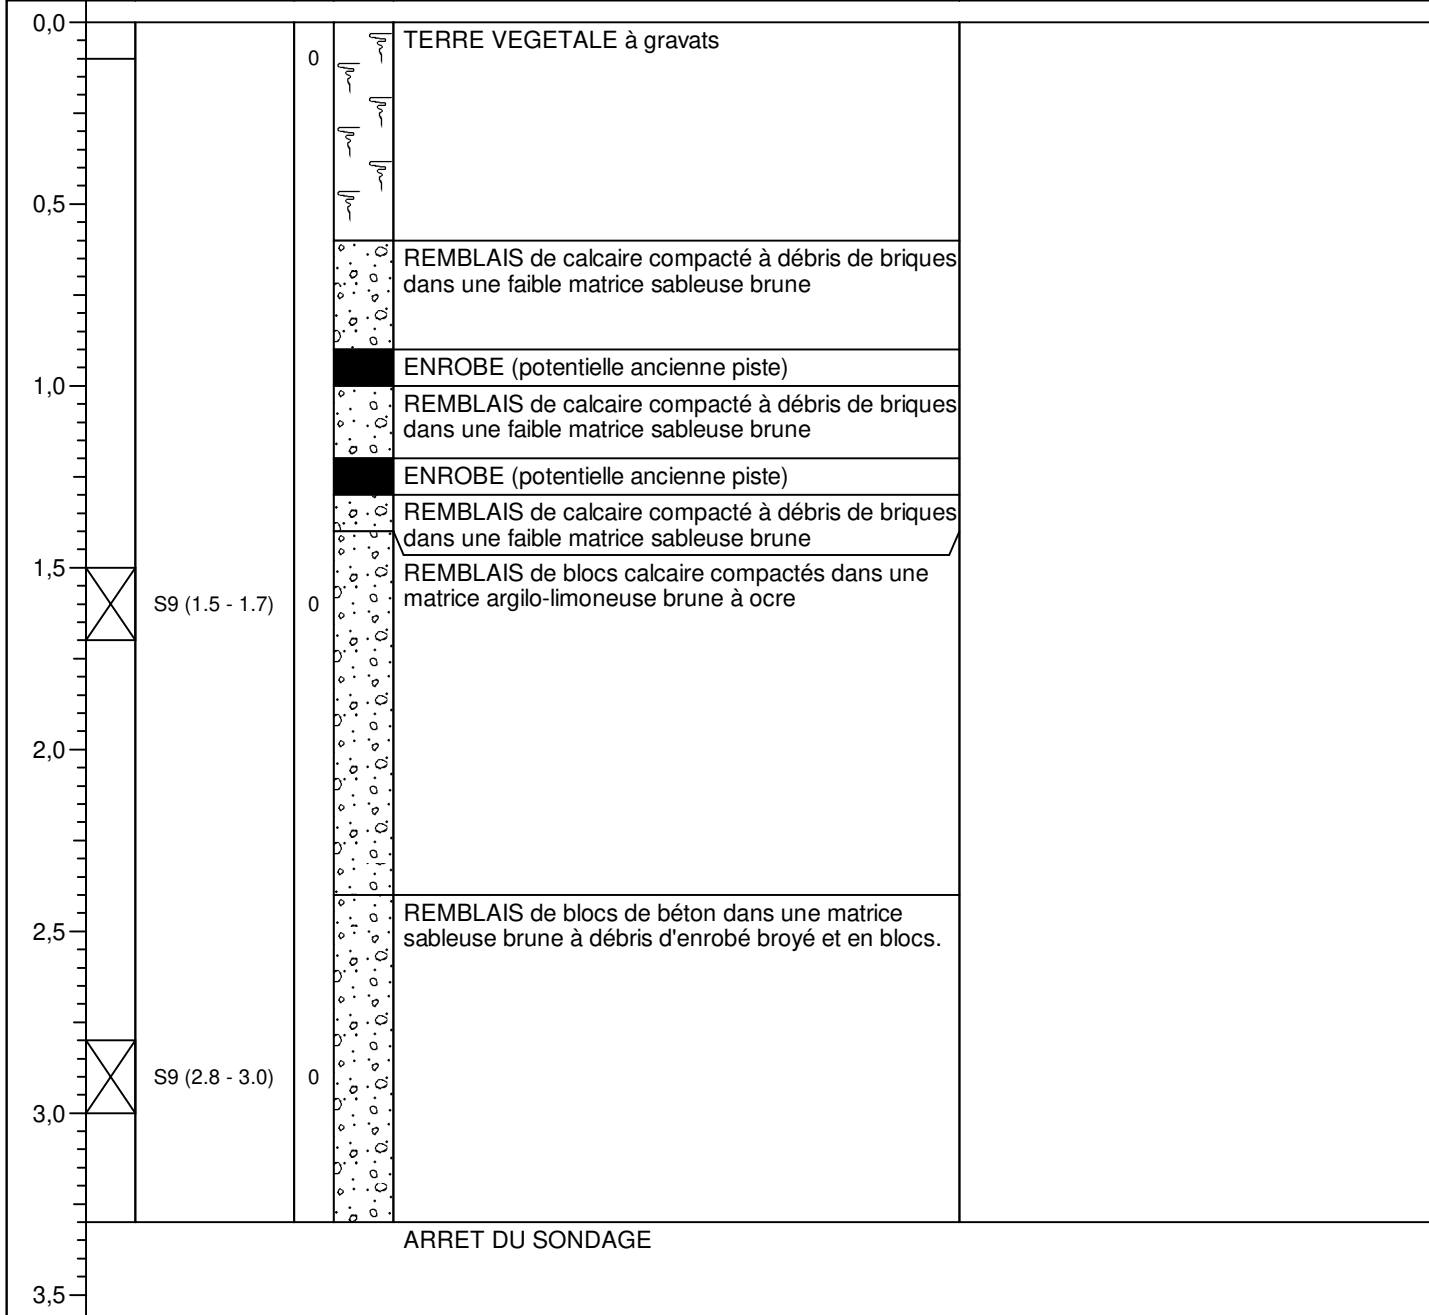 0,0
TERRE VEGETALE à gravats
0
0,5
REMBLAIS de calcaire compacté à débris de briques
dans une faible matrice sableuse brune
ENROBE (potentielle ancienne piste)
1,0
REMBLAIS de calcaire compacté à débris de briques
dans une faible matrice sableuse brune
ENROBE (potentielle ancienne piste)
REMBLAIS de calcaire compacté à débris de briques
dans une faible matrice sableuse brune
1,5
REMBLAIS de blocs calcaire compactés dans une
matrice argilo-limoneuse brune à ocre
S9 (1.5 - 1.7)
0
2,0
REMBLAIS de blocs de béton dans une matrice
sableuse brune à débris d'enrobé broyé et en blocs.
2,5
S9 (2.8 - 3.0)
0
3,0
ARRET DU SONDAGE
3,5